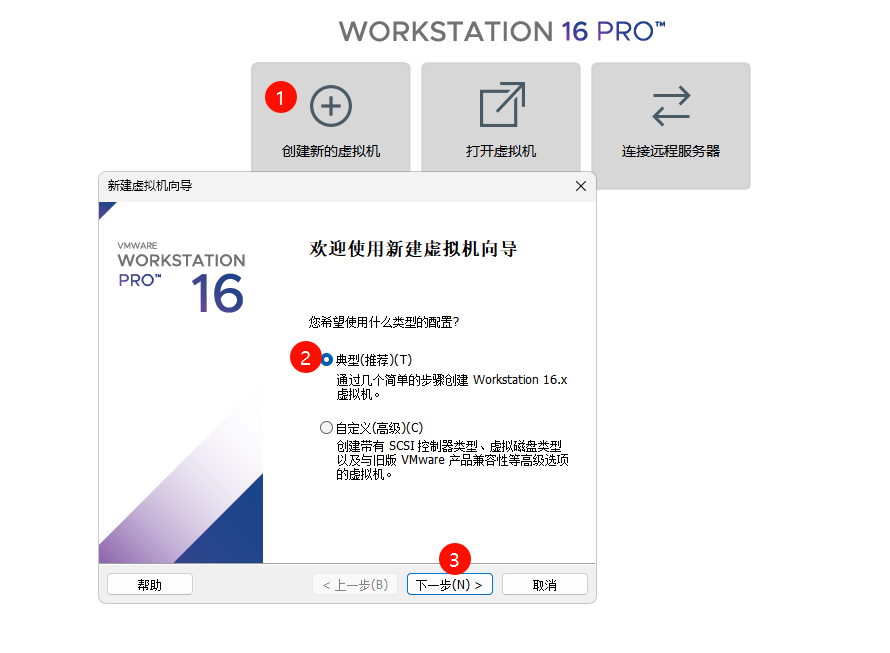 WORKSTATION 16 PRO™
1
创建新的虚拟机
打开虚拟机
连接远程服务器
新建虚拟机向导
VMWARE
WORKSTATION
PRO™ 16
欢迎使用新建虚拟机向导
您希望使用什么类型的配置?
2
典型(推荐)(T)
通过几个简单的步骤创建 Workstation 16.x
虚拟机。
自定义(高级)(C)
创建带有 SCSI 控制器类型、虚拟磁盘类型
以及与旧版 VMware 产品兼容性等高级选项
的虚拟机。
3
帮助
< 上一步(B)
下一步(N) >
取消